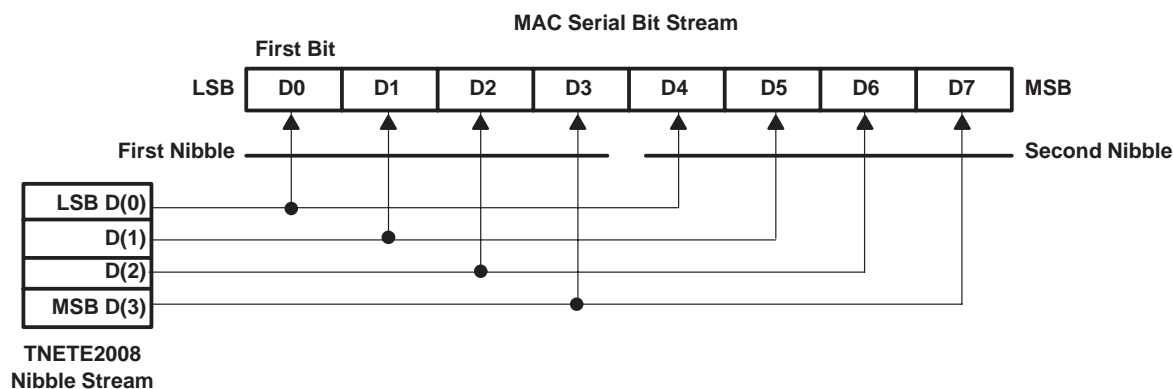 MAC Serial Bit Stream
First Bit
LSB D0 D1 D2 D3 D4 D5 D6 D7 MSB
First Nibble Second Nibble
LSB D(0)
D(1)
D(2)
MSB D(3)
TNETE2008
Nibble Stream